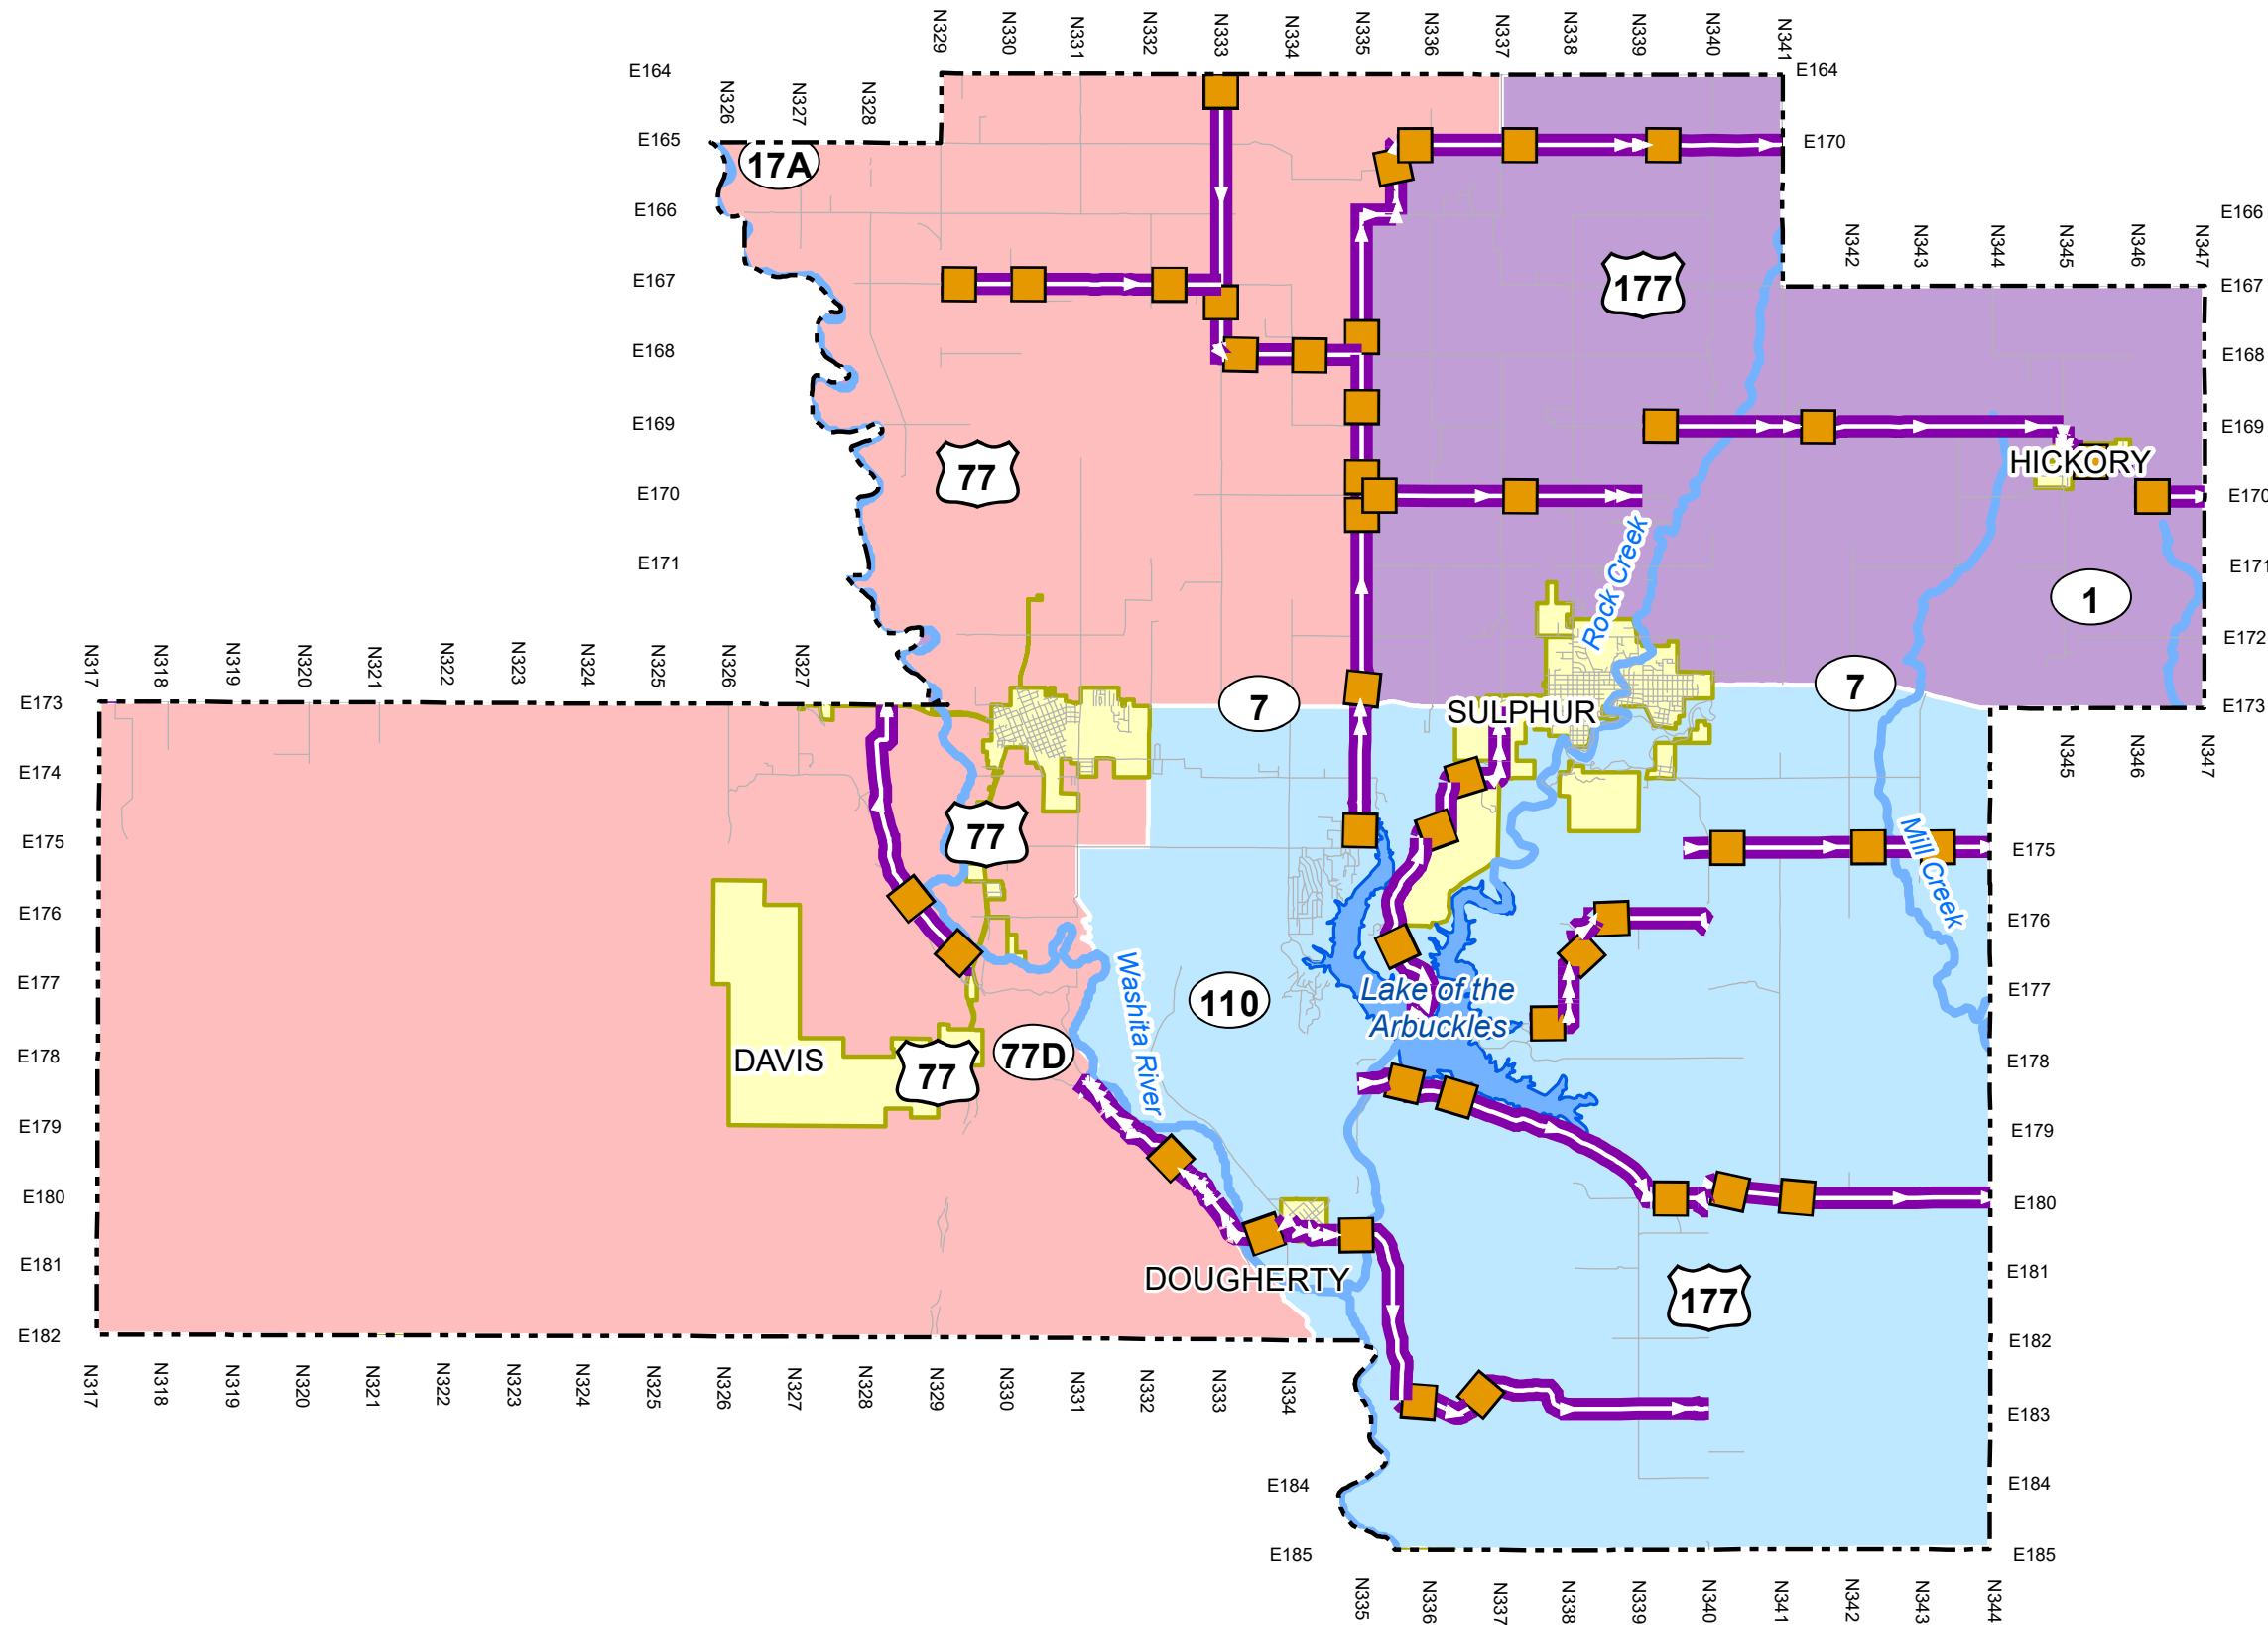 N329 N330 N331 N332 N333 N334 N335 N336 N337 N338 N339 N340 N341
E164 E164
N326 N327 N328
E165 17A E170
E166 E166
N342 N343 N344 N345 N346 N347
E167 177 E167
E168 E168
E169 E169
HICKORY
77
E170 E170
E171 E171
Rock Creek
1
E172
N317 N318 N319 N320 N321 N322 N323 N324 N325 N326 N327
7 7
E173 SULPHUR E173
N345 N346 N347
E174
77
E175 E175
Mill Creek
E176 E176
Washita River
E177 E177
110
Lake of the
Arbuckles
77D
E178 DAVIS E178
77
E179 E179
E180 E180
E181 E181
DOUGHERTY
177
E182 E182
N317 N318 N319 N320 N321 N322 N323 N324 N325 N326 N327 N328 N329 N330 N331 N332 N333 N334
E183
E184 E184
E185 E185
N335 N336 N337 N338 N339 N340 N341 N342 N343 N344